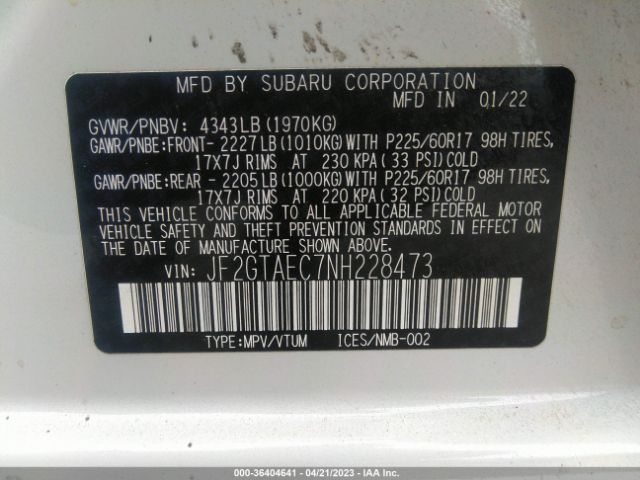 MFD BY SUBARU CORPORATION
MFD IN 01/22
GVWR/PNBV: 4343LB (1970KG)
GAWR/PNBE:FRONT- 2227LB (1010KG) WITH P225/60R17 98H TIRES,
17X7J RIMS AT 230 KPA (33 PSI) COLD
GAWR/PNBE:REAR - 2205LB (1000KG) WITH P225/60R17 98H TIRES,
17X7J RIMS AT 220 KPA (32 PSI) COLD
THIS VEHICLE CONFORMS TO ALL APPLICABLE FEDERAL MOTOR
VEHICLE SAFETY AND THEFT PREVENTION STANDARDS IN EFFECT
ON THE DATE OF MANUFACTURE SHOWN ABOVE.
VIN: JF2GTAEC7NH228473
TYPE:MPV/VTUM ICES/NMB-002
000-36404641 - 04/21/2023 - IAA Inc.